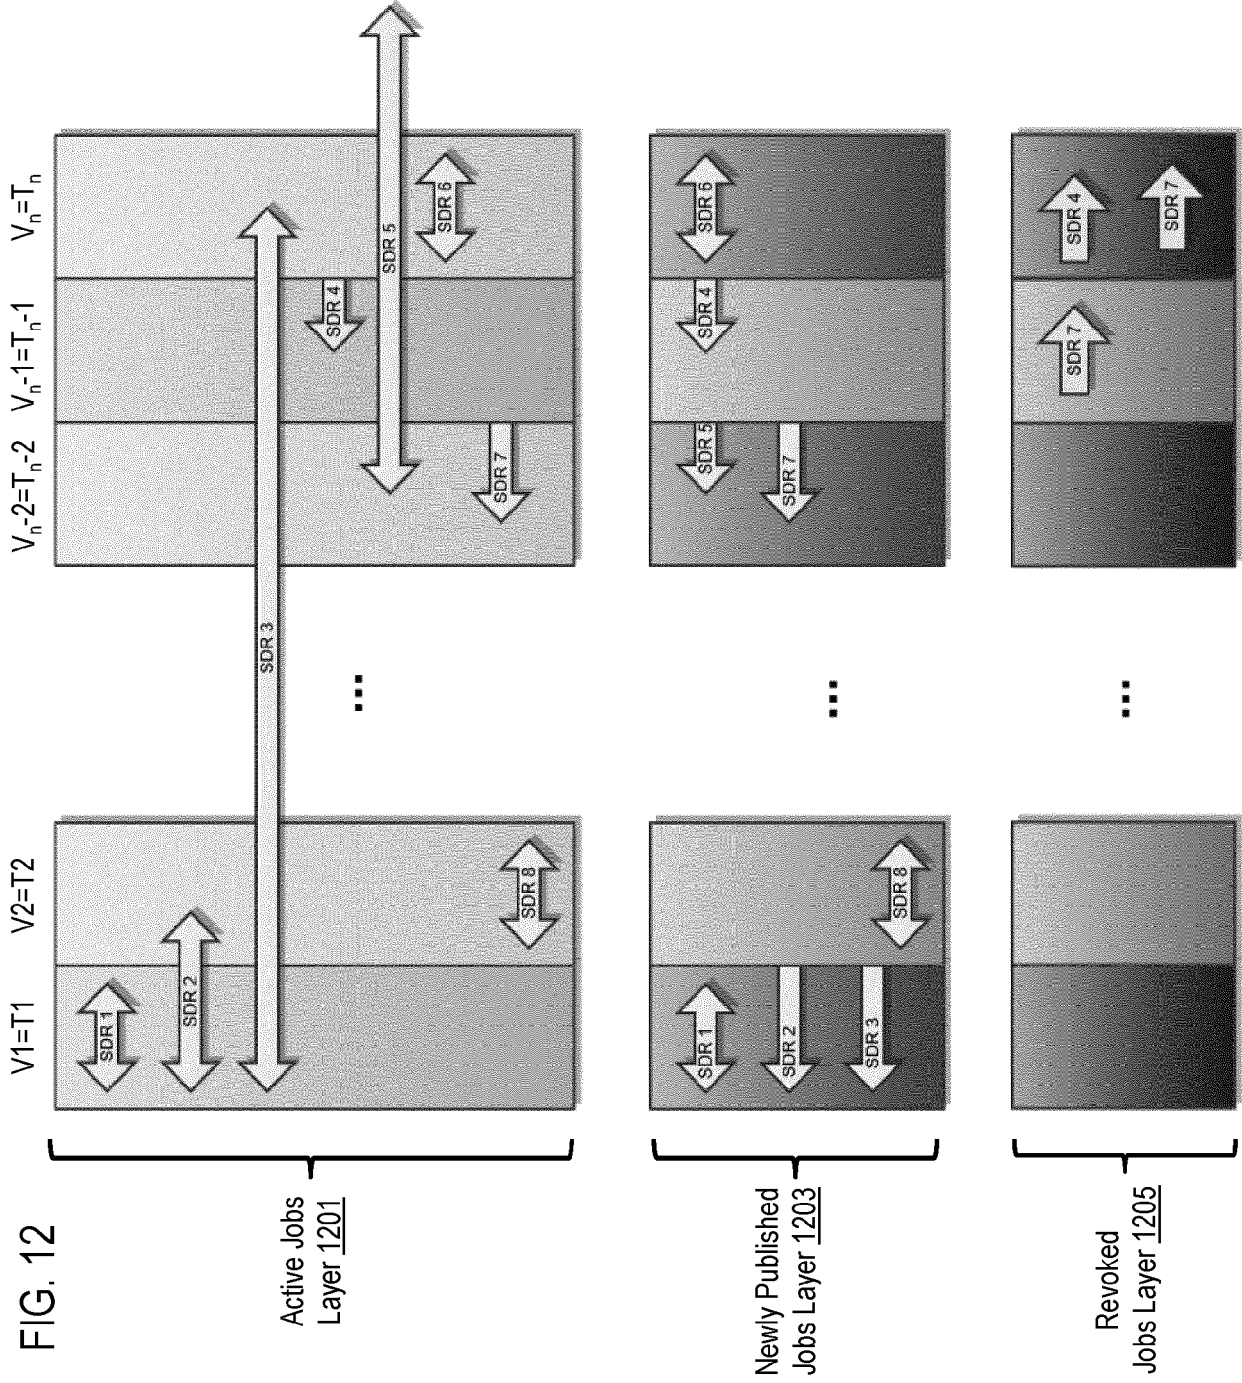 FIG. 12
V1=T1
V2=T2
Vn-2=Tn-2
Vn-1=Tn-1
Vn=Tn
Active Jobs
Layer 1201
SDR 1
SDR 2
SDR 3
SDR 8
...
SDR 4
SDR 5
SDR 6
SDR 7
Newly Published
Jobs Layer 1203
SDR 1
SDR 2
SDR 3
SDR 8
...
SDR 5
SDR 7
SDR 4
SDR 6
Revoked
Jobs Layer 1205
...
SDR 7
SDR 4
SDR 7